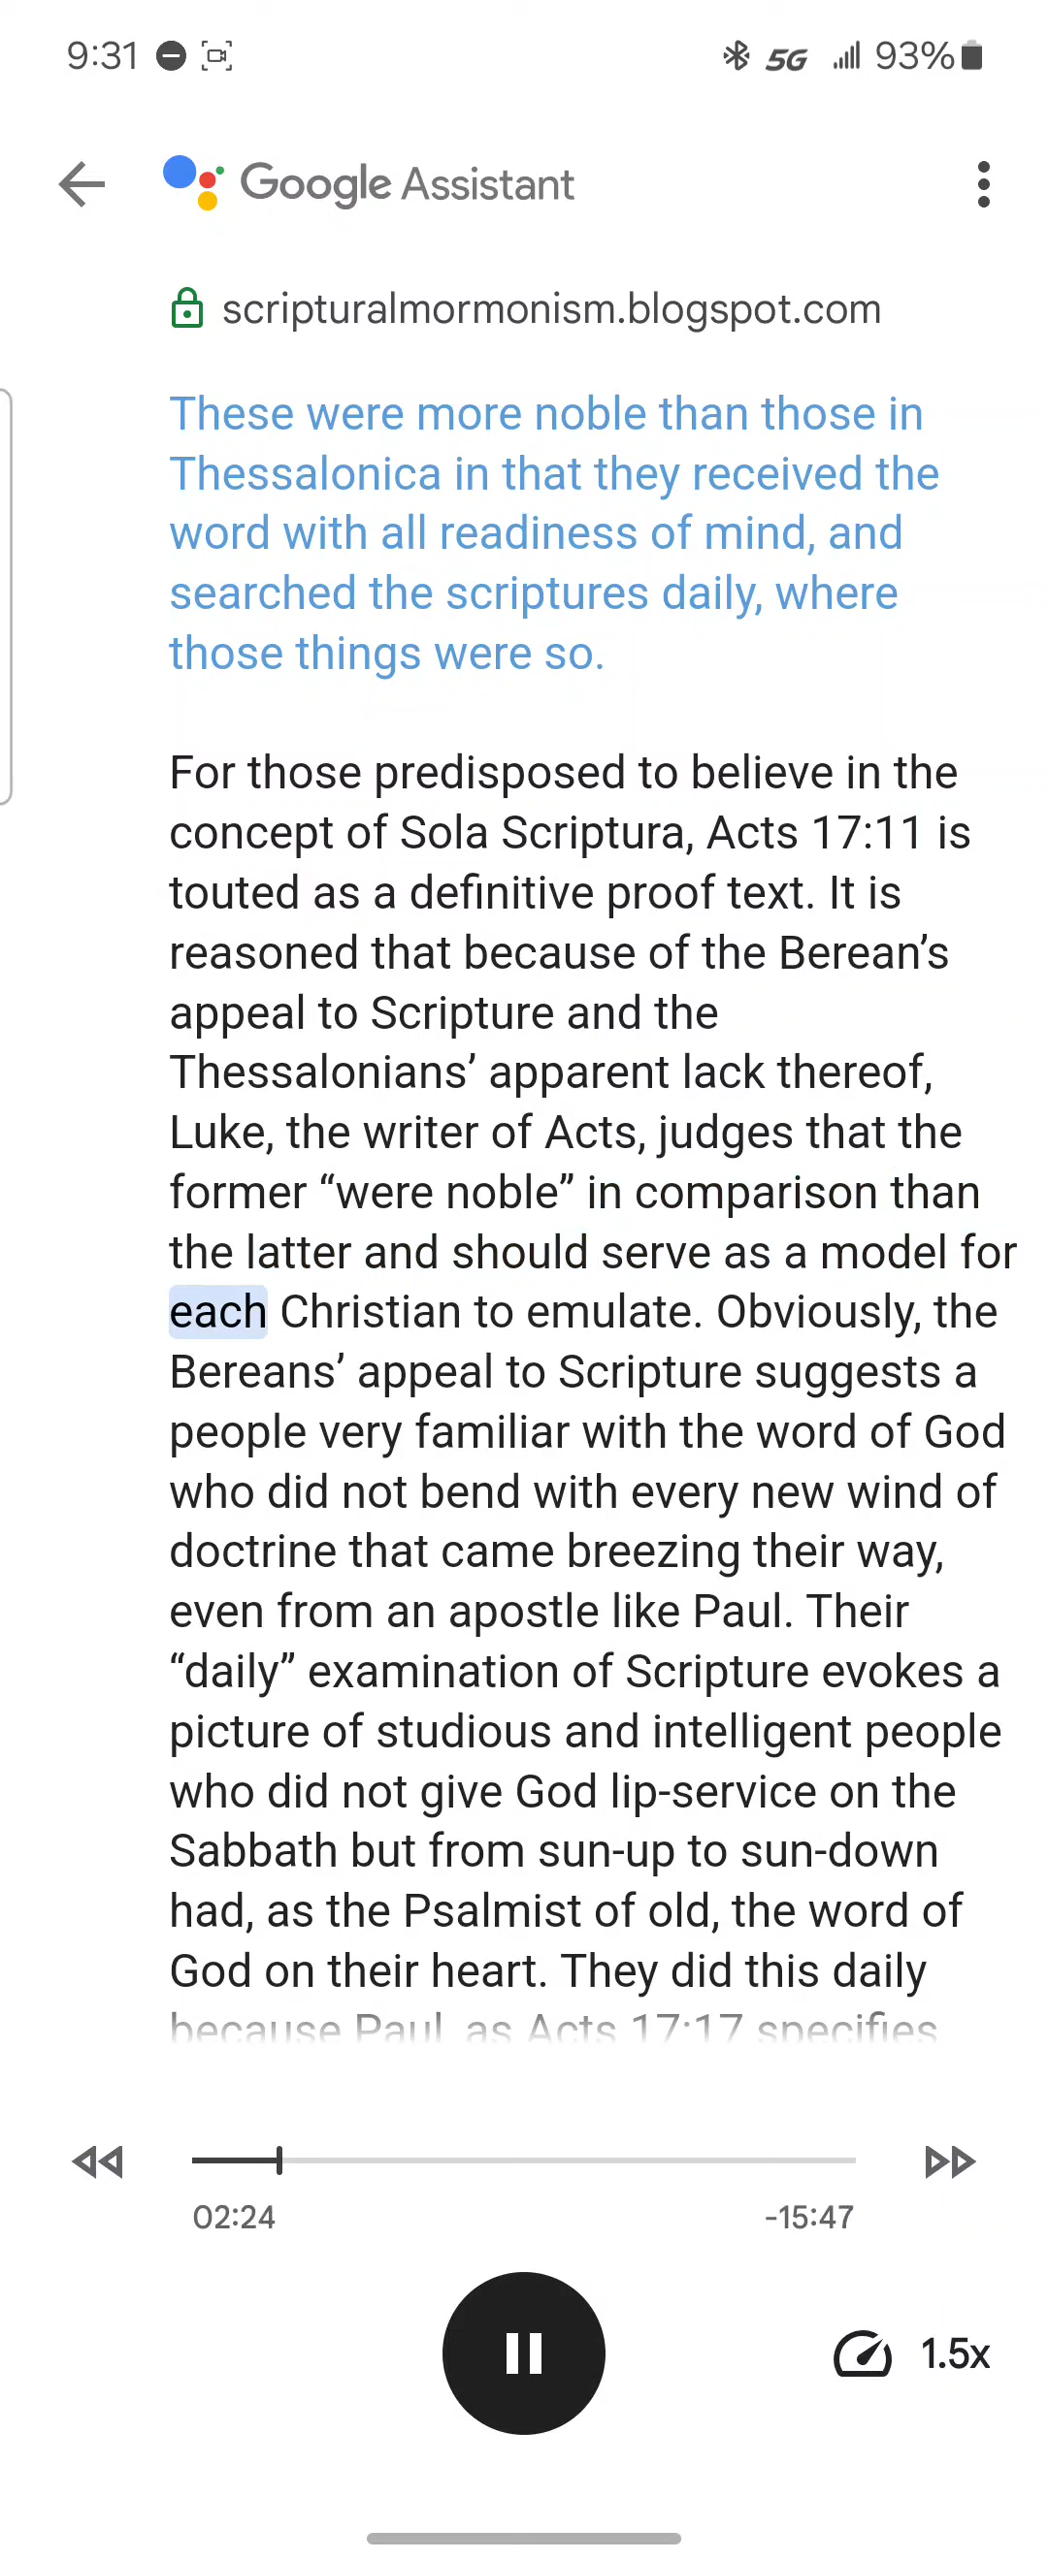 9:31
5G
93%
Google Assistant
scripturalmormonism.blogspot.com
These were more noble than those in
Thessalonica in that they received the
word with all readiness of mind, and
searched the scriptures daily, where
those things were so.
For those predisposed to believe in the
concept of Sola Scriptura, Acts 17:11 is
touted as a definitive proof text. It is
reasoned that because of the Berean’s
appeal to Scripture and the
Thessalonians’ apparent lack thereof,
Luke, the writer of Acts, judges that the
former “were noble” in comparison than
the latter and should serve as a model for
each Christian to emulate. Obviously, the
Bereans’ appeal to Scripture suggests a
people very familiar with the word of God
who did not bend with every new wind of
doctrine that came breezing their way,
even from an apostle like Paul. Their
“daily” examination of Scripture evokes a
picture of studious and intelligent people
who did not give God lip-service on the
Sabbath but from sun-up to sun-down
had, as the Psalmist of old, the word of
God on their heart. They did this daily
because Paul, as Acts 17:17 specifies
02:24
-15:47
1.5x